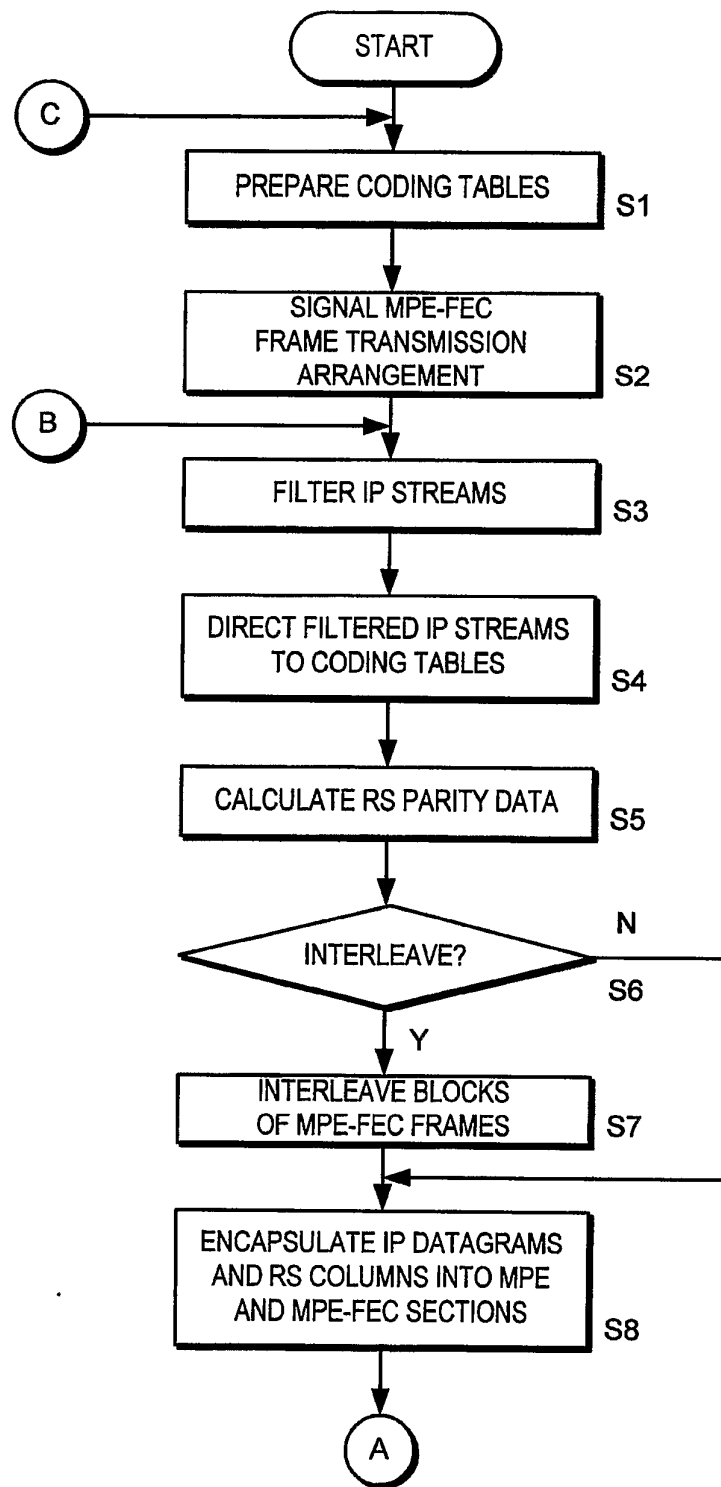 START
C
PREPARE CODING TABLES
S1
SIGNAL MPE-FEC
FRAME TRANSMISSION
ARRANGEMENT
S2
B
FILTER IP STREAMS
S3
DIRECT FILTERED IP STREAMS
TO CODING TABLES
S4
CALCULATE RS PARITY DATA
S5
INTERLEAVE?
N
S6
Y
INTERLEAVE BLOCKS
OF MPE-FEC FRAMES
S7
ENCAPSULATE IP DATAGRAMS
AND RS COLUMNS INTO MPE
AND MPE-FEC SECTIONS
S8
A